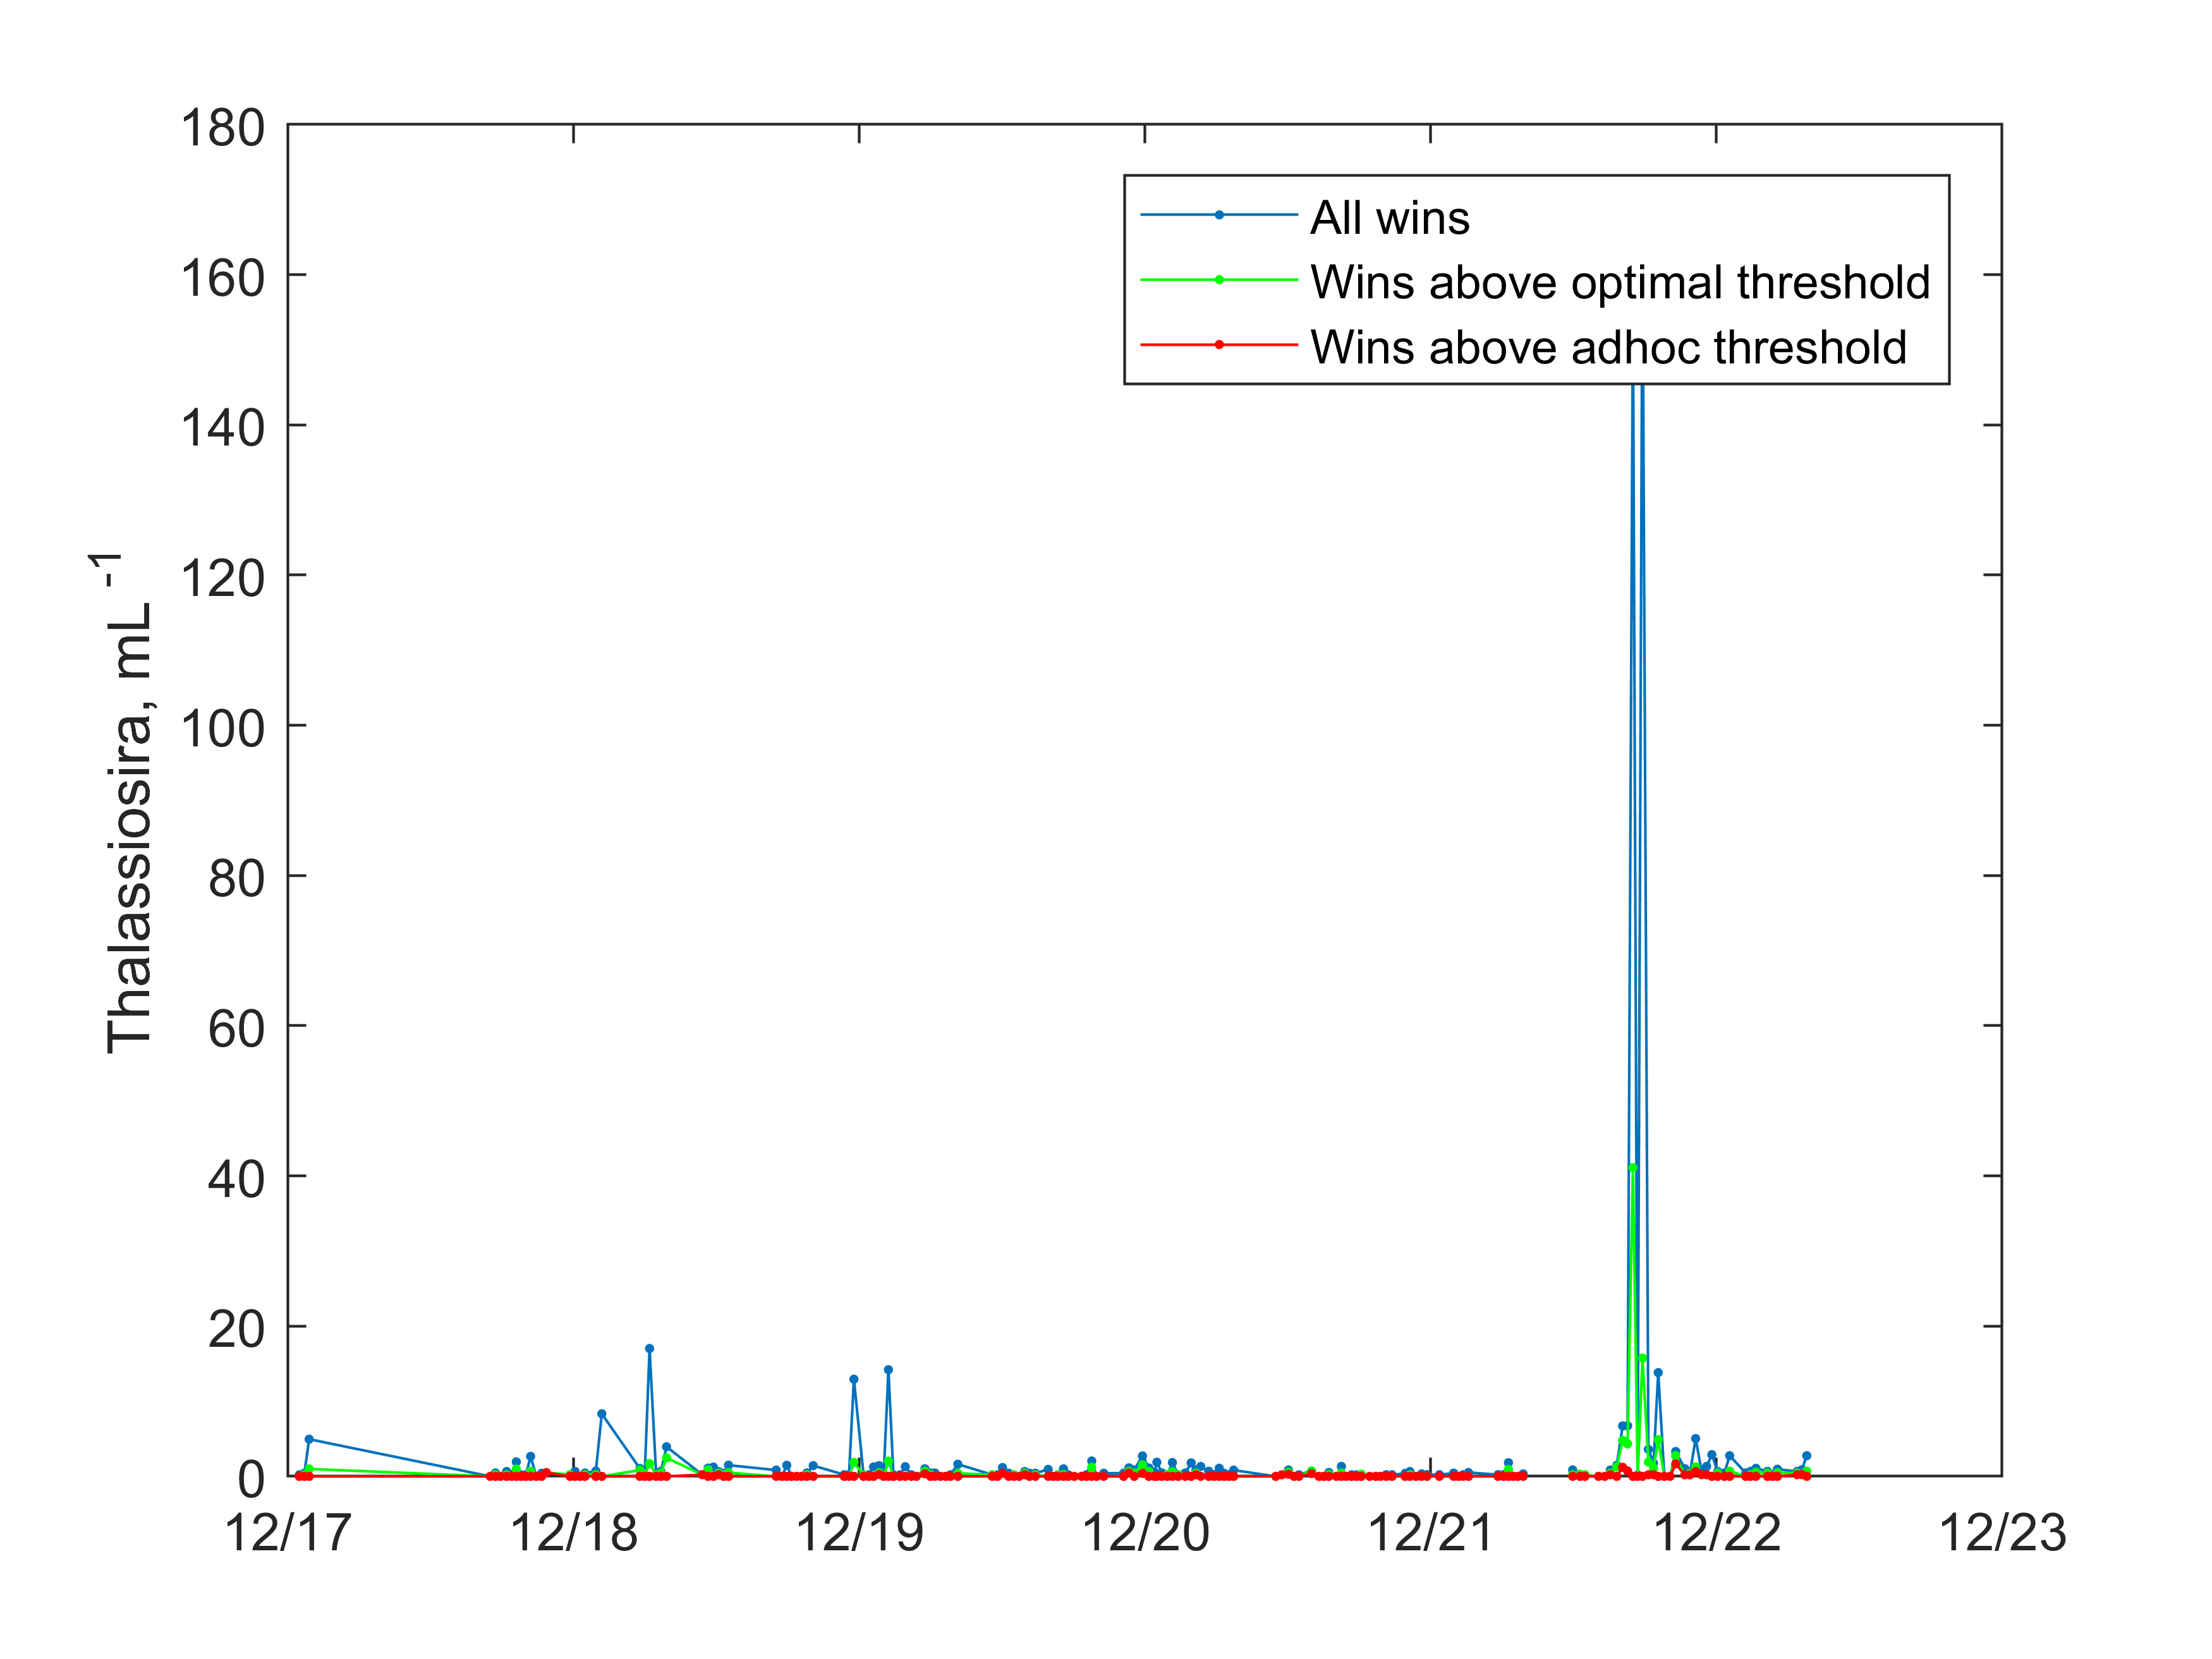 180
160
140
120
100
80
60
40
20
0
Thalassiosira, mL -1
All wins
Wins above optimal threshold
Wins above adhoc threshold
12/17 12/18 12/19 12/20 12/21 12/22 12/23